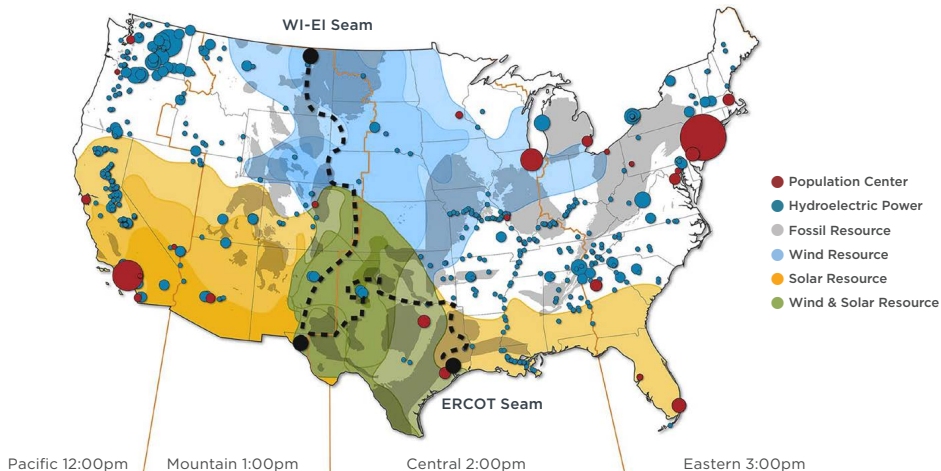 WI-EI Seam
Population Center
Hydroelectric Power
Fossil Resource
Wind Resource
Solar Resource
Wind & Solar Resource
ERCOT Seam
Pacific 12:00pm
Mountain 1:00pm
Central 2:00pm
Eastern 3:00pm